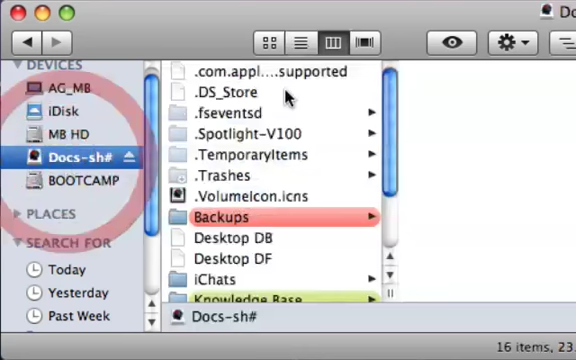 Do
DEVICES
AG_MB
iDisk
MB HD
Docs-sh#
BOOTCAMP
PLACES
SEARCH FOR
Today
Yesterday
Past Week
.com.appl....supported
.DS_Store
.fseventsd
.Spotlight-V100
.TemporaryItems
.Trashes
.VolumeIcon.icns
Backups
Desktop DB
Desktop DF
iChats
Knowledge Base
Docs-sh#
16 items, 23.